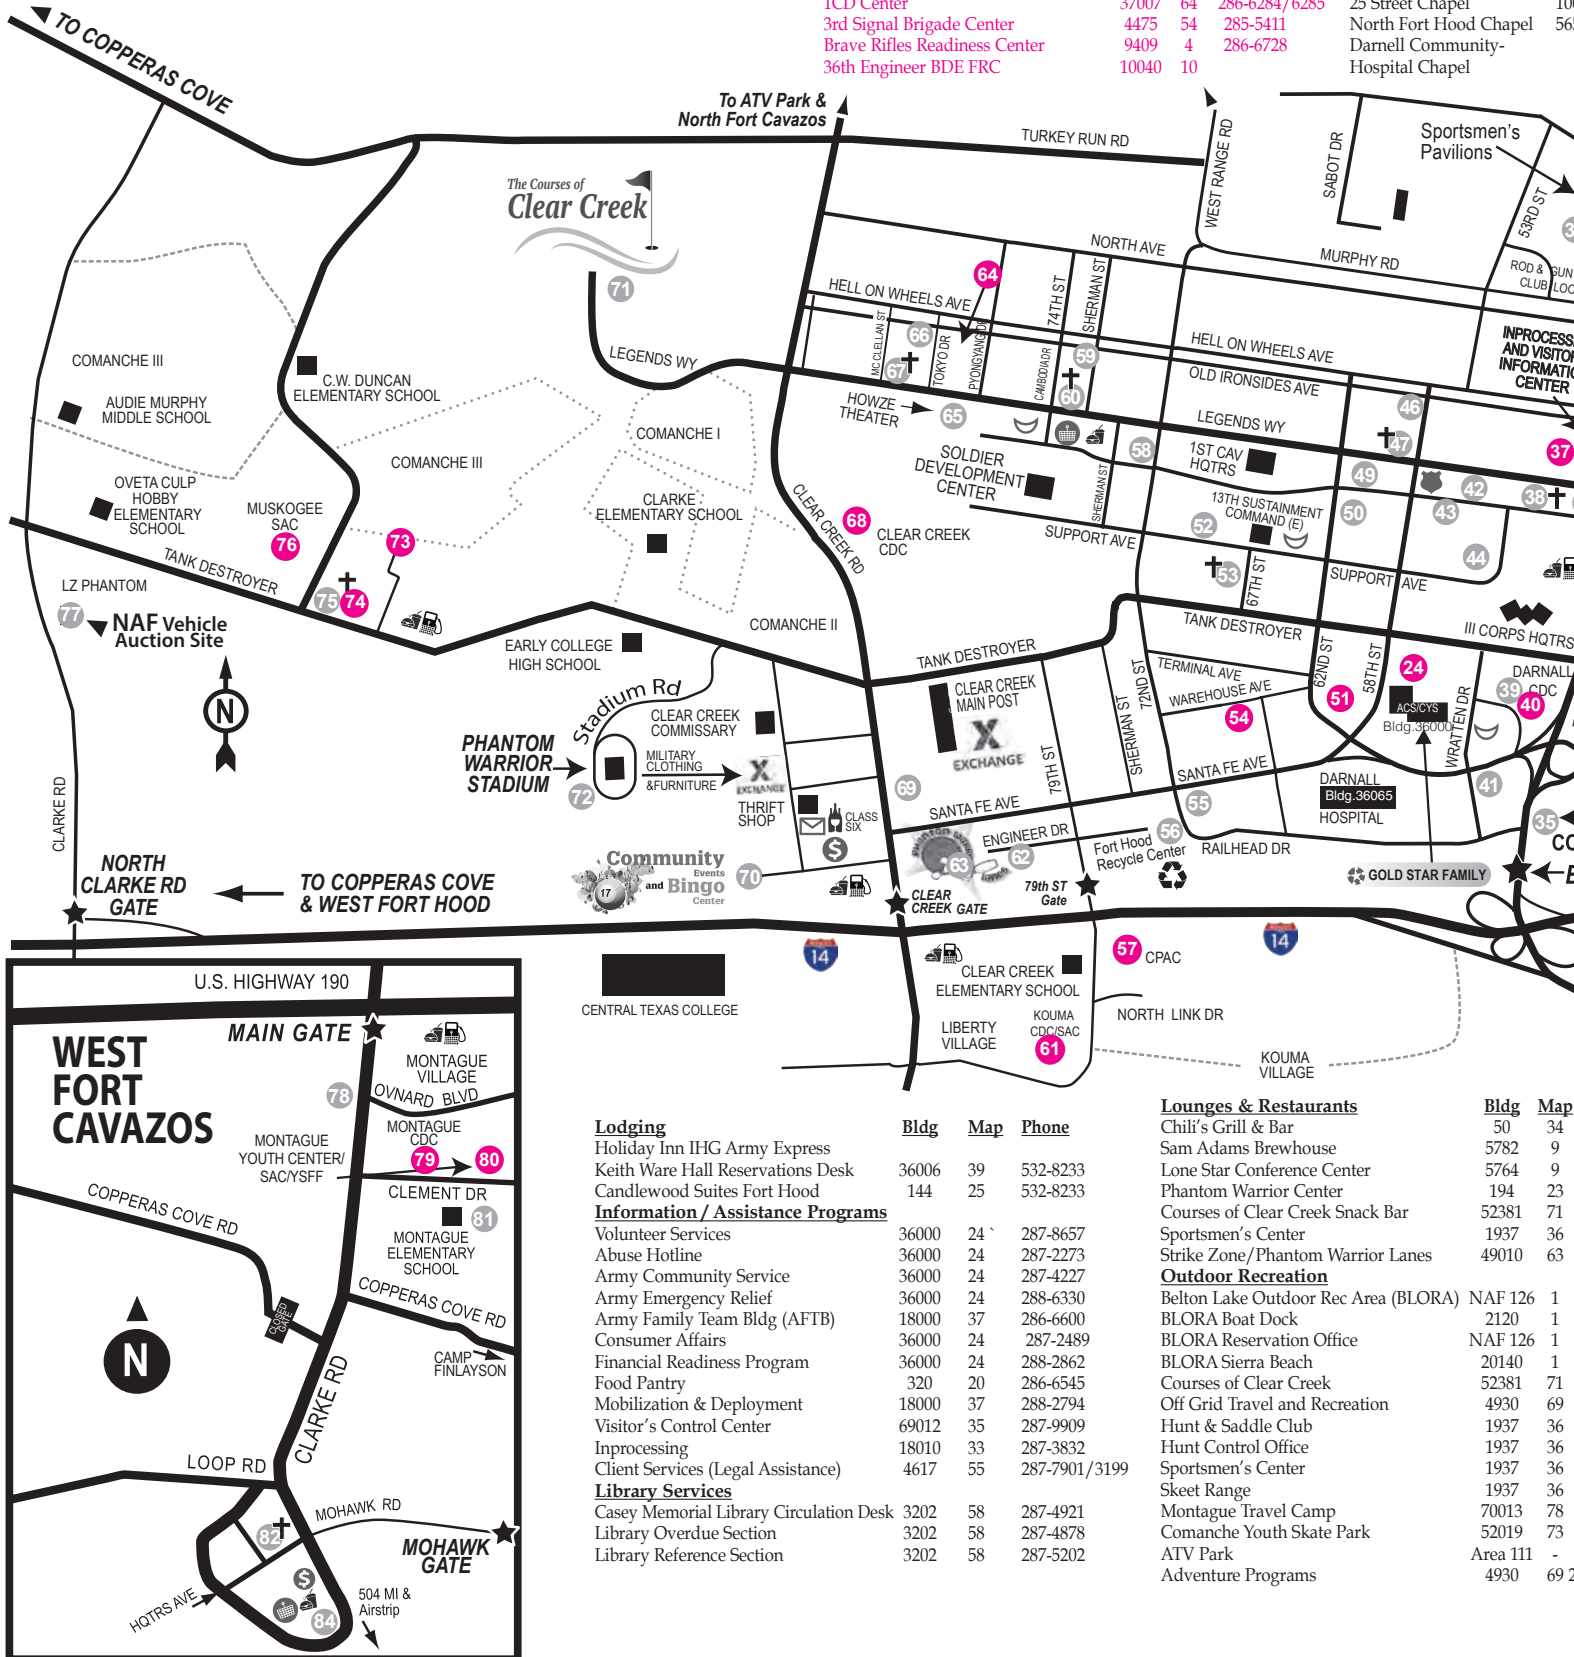 1CD Center 37007 64 286-6284/6285
3rd Signal Brigade Center 4475 54 285-5411
Brave Rifles Readiness Center 9409 4 286-6728
36th Engineer BDE FRC 10040 10
25 Street Chapel
North Fort Hood Chapel
Darnell Community-
Hospital Chapel
TO COPPERAS COVE
To ATV Park &
North Fort Cavazos
TURKEY RUN RD
WEST RANGE RD
SABOT DR
Sportsmen's
Pavilions
53RD ST
ROD & GUN
CLUB
The Courses of
Clear Creek
71
NORTH AVE
MURPHY RD
64
HELL ON WHEELS AVE
74TH ST
SHERMAN ST
MC CLELLAN ST
66
TOKYO DR
PYONGYANG DR
CAMBODIA DR
59
67
60
HELL ON WHEELS AVE
OLD IRONSIDES AVE
LEGENDS WY
INPROCESS
AND VISITOR
INFORMATIO
CENTER
LEGENDS WY
COMANCHE III
C.W. DUNCAN
ELEMENTARY SCHOOL
AUDIE MURPHY
MIDDLE SCHOOL
HOWZE
THEATER
65
46
47
37
COMANCHE I
COMANCHE III
SOLDIER
DEVELOPMENT
CENTER
58
1ST CAV
HQTRS
49
42
38
OVETA CULP
HOBBY
ELEMENTARY
SCHOOL
MUSKOGEE
SAC
76
73
CLARKE
ELEMENTARY SCHOOL
CLEAR CREEK RD
68
CLEAR CREEK
CDC
SHERMAN ST
SUPPORT AVE
52
13TH SUSTAINMENT
COMMAND (E)
50
43
44
53
67TH ST
SUPPORT AVE
TANK DESTROYER
LZ PHANTOM
77
NAF Vehicle
Auction Site
75
74
COMANCHE II
TANK DESTROYER
III CORPS HQTRS
EARLY COLLEGE
HIGH SCHOOL
TANK DESTROYER
TERMINAL AVE
WAREHOUSE AVE
62ND ST
58TH ST
24
DARNALL
CDC
39
40
N
Stadium Rd
CLEAR CREEK
COMMISSARY
CLEAR CREEK
MAIN POST
X
EXCHANGE
79TH ST
SHERMAN ST
72ND ST
54
51
ACS/CYS
Bldg.36000
WRATTEN DR
PHANTOM
WARRIOR
STADIUM
72
MILITARY
CLOTHING
&FURNITURE
X
EXCHANGE
SANTA FE AVE
THRIFT
SHOP
CLASS
SIX
$
69
SANTA FE AVE
55
DARNALL
Bldg.36065
HOSPITAL
41
35
CLARKE RD
ENGINEER DR
62
63
56
Fort Hood
Recycle Center
RAILHEAD DR
NORTH
CLARKE RD
GATE
TO COPPERAS COVE
& WEST FORT HOOD
Community
Events
and Bingo
Center
17
70
CLEAR
CREEK GATE
79th ST
Gate
GOLD STAR FAMILY
14
14
CENTRAL TEXAS COLLEGE
CLEAR CREEK
ELEMENTARY SCHOOL
57 CPAC
LIBERTY
VILLAGE
KOUMA
CDC/SAC
61
NORTH LINK DR
KOUMA
VILLAGE
U.S. HIGHWAY 190
MAIN GATE
WEST
FORT
CAVAZOS
MONTAGUE
VILLAGE
78
OVNARD BLVD
MONTAGUE
CDC
79
80
MONTAGUE
YOUTH CENTER/
SAC/YSFF
CLEMENT DR
COPPERAS COVE RD
81
MONTAGUE
ELEMENTARY
SCHOOL
COPPERAS COVE RD
CLOSED
GATE
N
CAMP
FINLAYSON
CLARKE RD
LOOP RD
MOHAWK RD
82
MOHAWK
GATE
HQTRS AVE
$
84
504 MI &
Airstrip
Lodging Bldg Map Phone
Holiday Inn IHG Army Express
Keith Ware Hall Reservations Desk 36006 39 532-8233
Candlewood Suites Fort Hood 144 25 532-8233
Information / Assistance Programs
Volunteer Services 36000 24 ` 287-8657
Abuse Hotline 36000 24 287-2273
Army Community Service 36000 24 287-4227
Army Emergency Relief 36000 24 288-6330
Army Family Team Bldg (AFTB) 18000 37 286-6600
Consumer Affairs 36000 24 287-2489
Financial Readiness Program 36000 24 288-2862
Food Pantry 320 20 286-6545
Mobilization & Deployment 18000 37 288-2794
Visitor's Control Center 69012 35 287-9909
Inprocessing 18010 33 287-3832
Client Services (Legal Assistance) 4617 55 287-7901/3199
Library Services
Casey Memorial Library Circulation Desk 3202 58 287-4921
Library Overdue Section 3202 58 287-4878
Library Reference Section 3202 58 287-5202
Lounges & Restaurants Bldg Map
Chili's Grill & Bar 50 34
Sam Adams Brewhouse 5782 9
Lone Star Conference Center 5764 9
Phantom Warrior Center 194 23
Courses of Clear Creek Snack Bar 52381 71
Sportsmen's Center 1937 36
Strike Zone/Phantom Warrior Lanes 49010 63
Outdoor Recreation
Belton Lake Outdoor Rec Area (BLORA) NAF 126 1
BLORA Boat Dock 2120 1
BLORA Reservation Office NAF 126 1
BLORA Sierra Beach 20140 1
Courses of Clear Creek 52381 71
Off Grid Travel and Recreation 4930 69
Hunt & Saddle Club 1937 36
Hunt Control Office 1937 36
Sportsmen's Center 1937 36
Skeet Range 1937 36
Montague Travel Camp 70013 78
Comanche Youth Skate Park 52019 73
ATV Park Area 111 -
Adventure Programs 4930 69 2